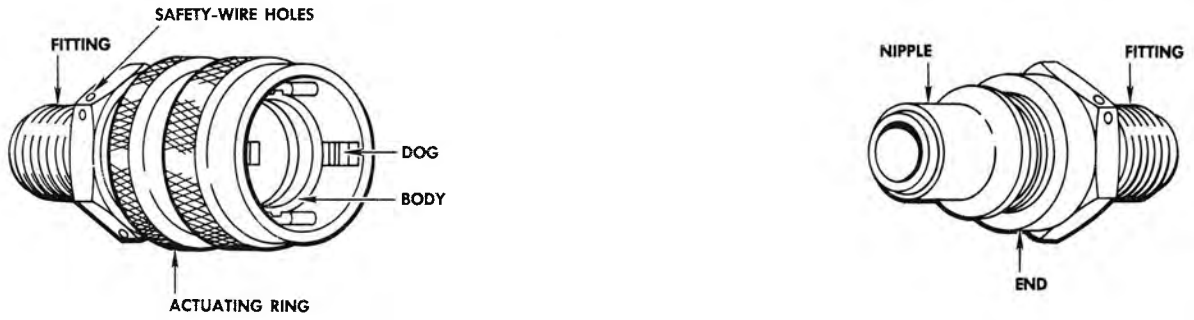 SAFETY-WIRE HOLES
FITTING
DOG
BODY
ACTUATING RING
NIPPLE
FITTING
END